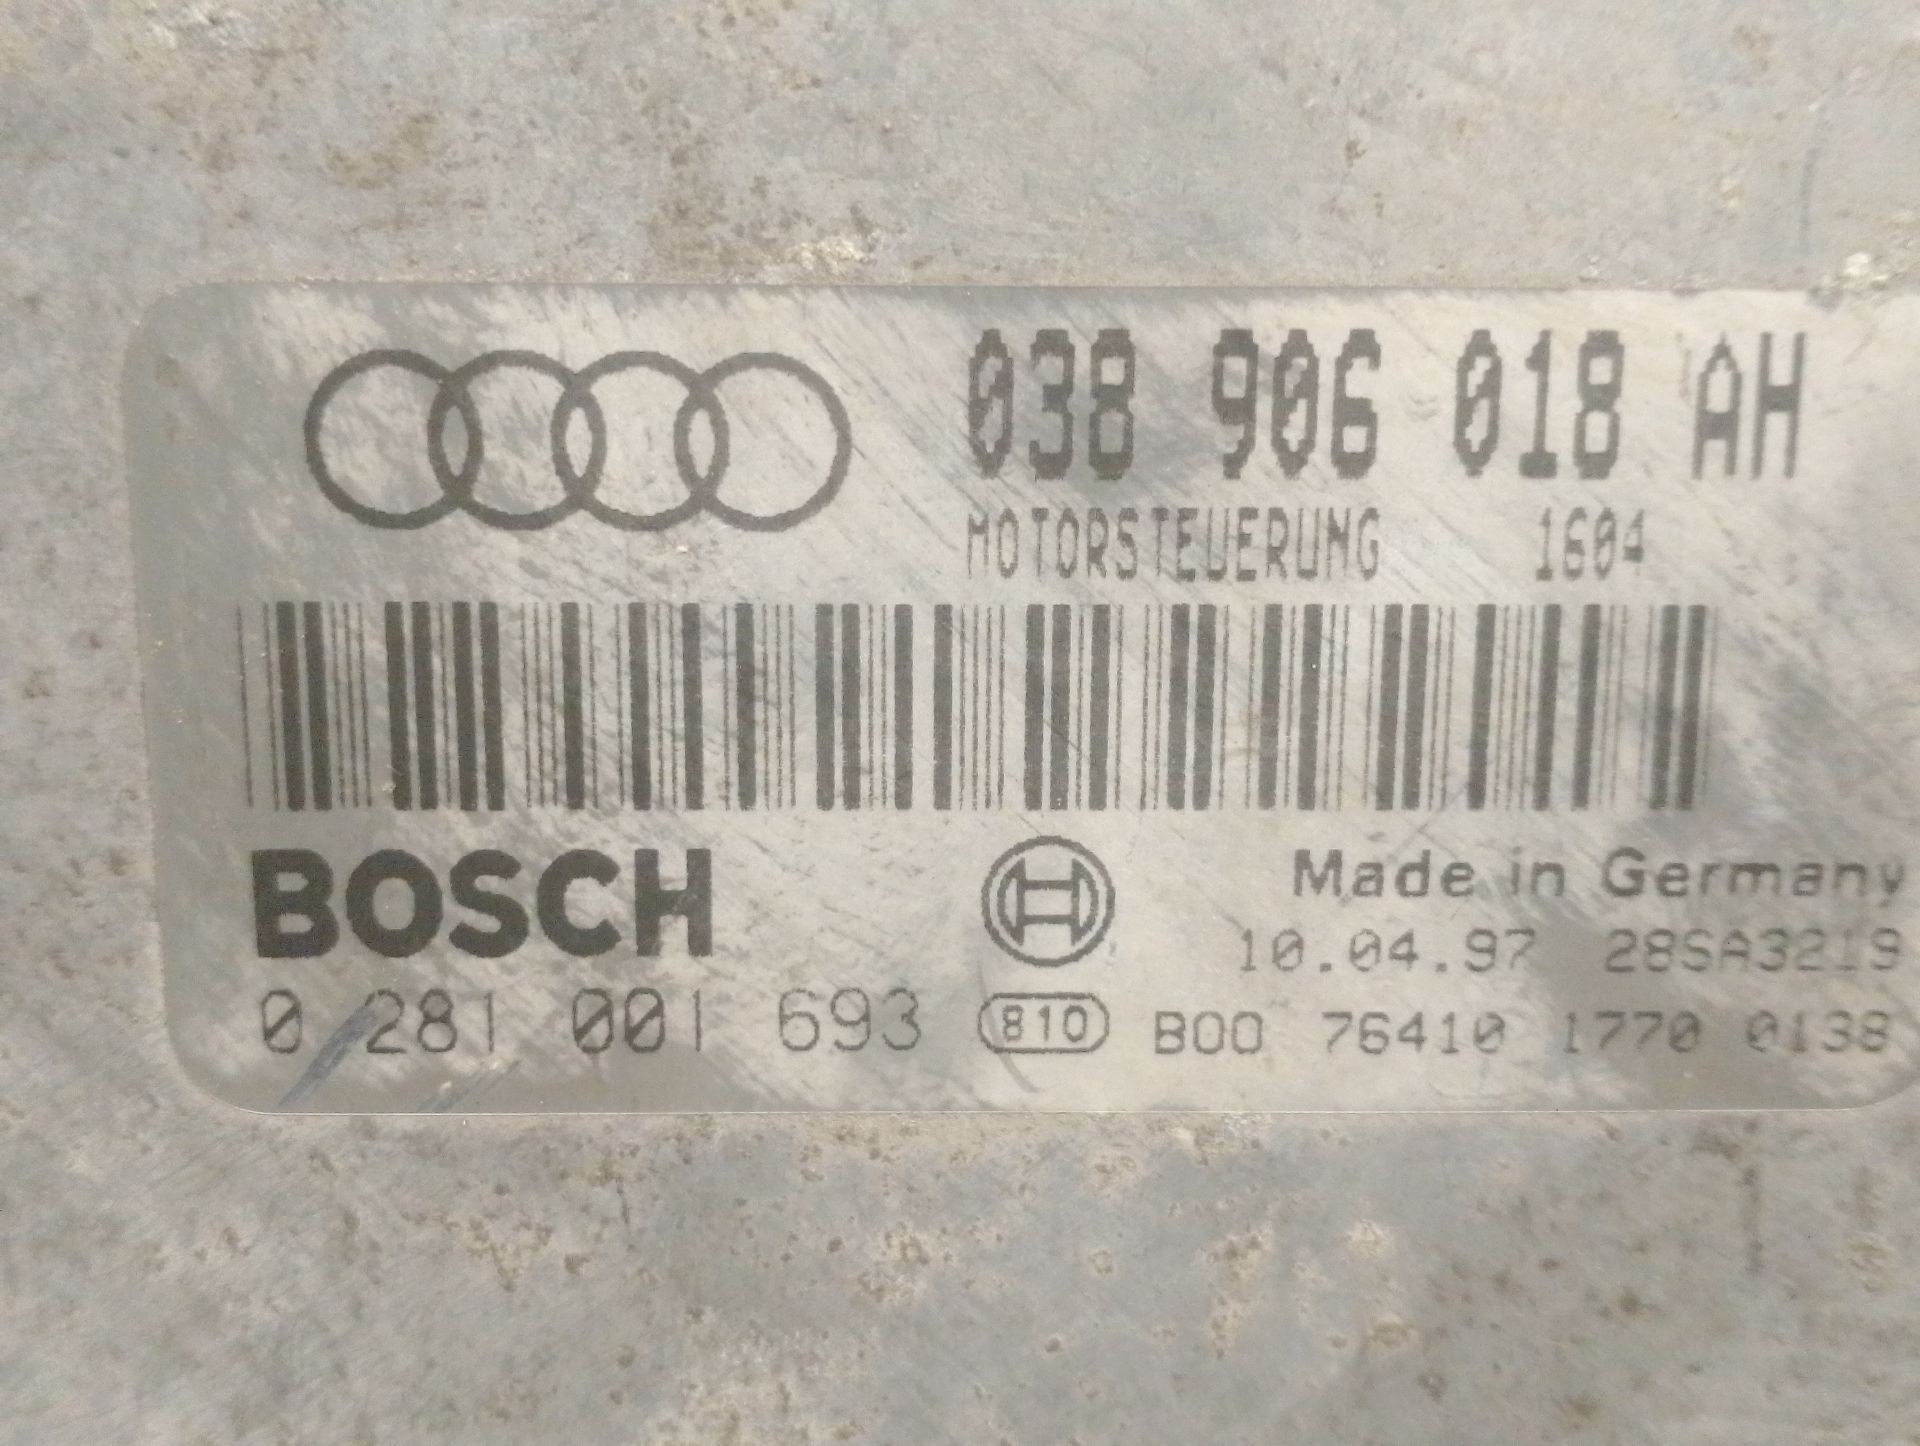 038 906 018 AH
MOTORSTEUERUNG 1604
BOSCH
Made in Germany
10.04.97 28SA3219
0 281 001 693 810 B00 76410 1770 0138